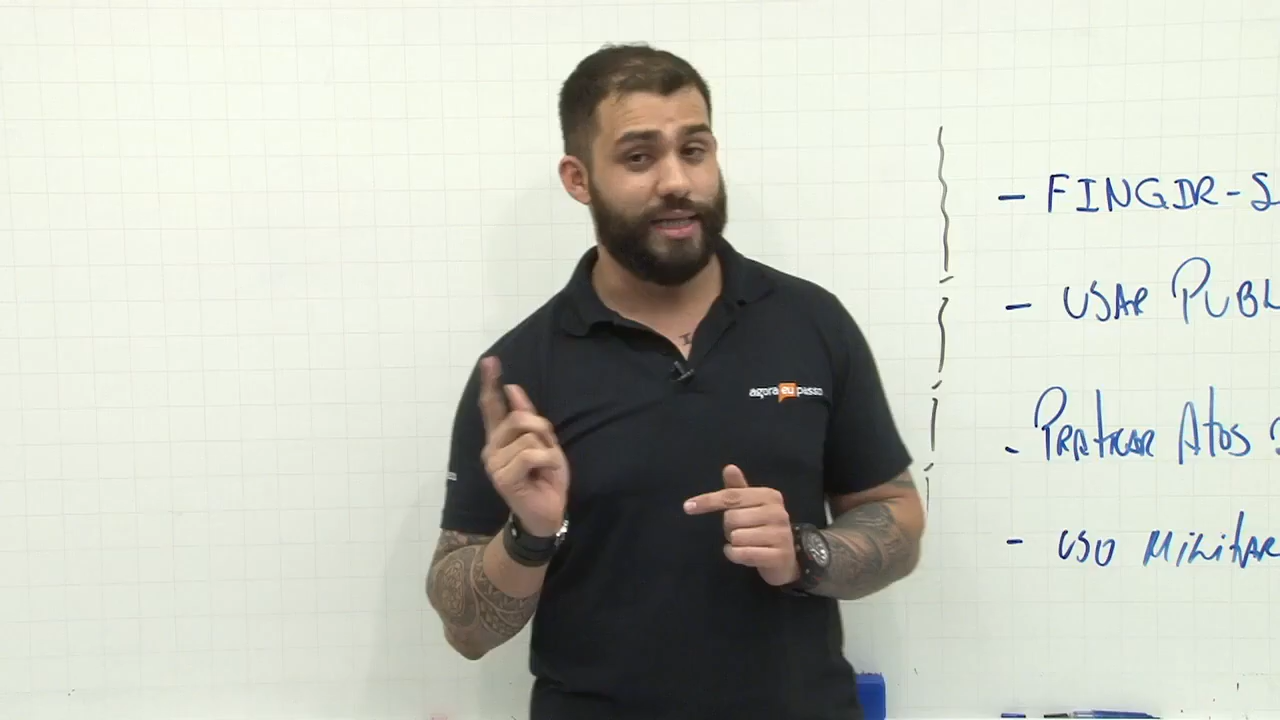 agora eu passo
- FINGIR-S
- USAR PUBL
- PRATICAR Atos
- USO MiLitAR